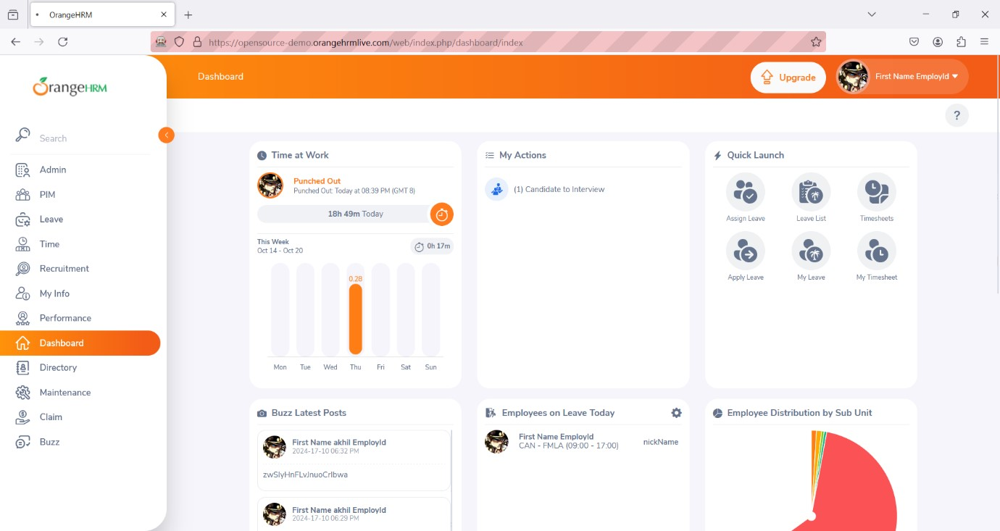 OrangeHRM
https://opensource-demo.orangehrmlive.com/web/index.php/dashboard/index
OrangeHRM
Dashboard
Upgrade
First Name EmployId
?
Search
Admin
PIM
Leave
Time
Recruitment
My Info
Performance
Dashboard
Directory
Maintenance
Claim
Buzz
Time at Work
Punched Out
Punched Out: Today at 08:39 PM (GMT 8)
18h 49m Today
This Week
Oct 14 - Oct 20
0h 17m
0.28
Mon Tue Wed Thu Fri Sat Sun
My Actions
(1) Candidate to Interview
Quick Launch
Assign Leave
Leave List
Timesheets
Apply Leave
My Leave
My Timesheet
Buzz Latest Posts
First Name akhil EmployId
2024-17-10 06:32 PM
zwSIyHnFLvJnuoCrIbwa
First Name akhil EmployId
2024-17-10 06:29 PM
Employees on Leave Today
First Name EmployId
CAN - FMLA (09:00 - 17:00)
nickName
Employee Distribution by Sub Unit